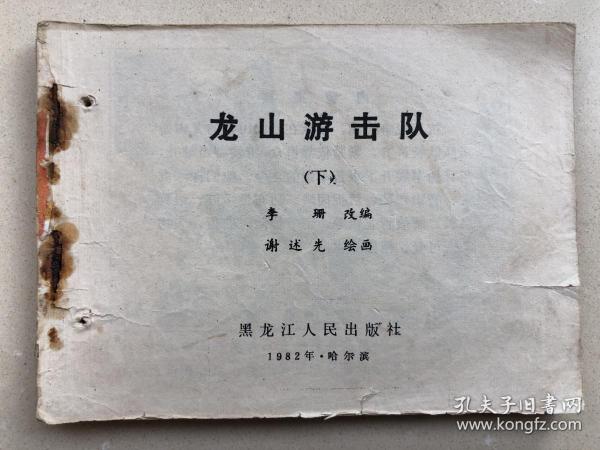 龙山游击队
（下）
李 珊 改编
谢述先 绘画
黑龙江人民出版社
1982年·哈尔滨
孔夫子旧书网
www.kongfz.com